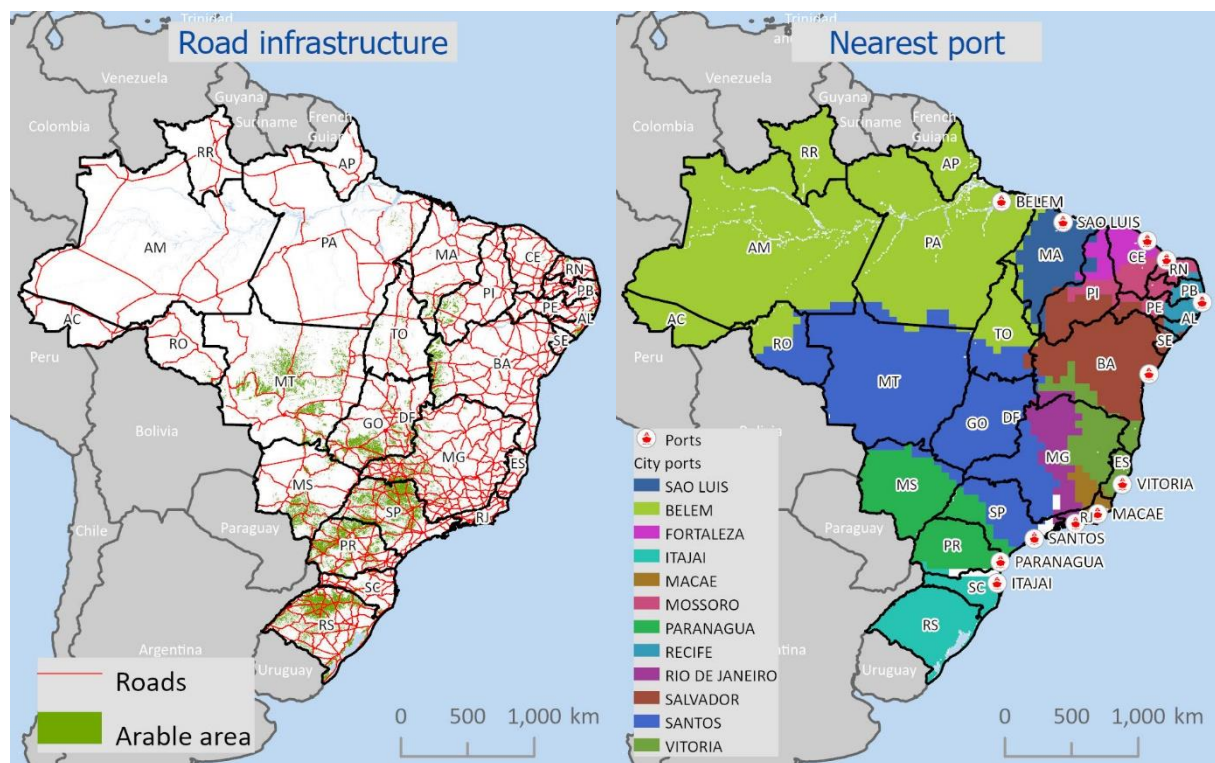 Road infrastructure
Trinidad
Venezuela
Guyana
Suriname
French
Guiana
Colombia
RR
AP
AM
PA
MA
CE
RN
PB
PI
PE
AL
SE
AC
RO
TO
BA
Peru
MT
Bolivia
GO
DF
MG
ES
MS
SP
RJ
Paraguay
PR
Chile
SC
RS
Argentina
Uruguay
Roads
Arable area
0 500 1,000 km
Nearest port
Trinidad
and
Venezuela
Guyana
Suriname
French
Guiana
Colombia
RR
AP
BELEM
SAO LUIS
AM
PA
MA
CE
RN
PB
PI
PE
AL
SE
AC
RO
TO
BA
Peru
MT
Bolivia
GO
DF
MG
ES
VITORIA
MS
SP
RJ
MACAE
SANTOS
Paraguay
PR
PARANAGUA
SC
ITAJAI
RS
Uruguay
Ports
City ports
SAO LUIS
BELEM
FORTALEZA
ITAJAI
MACAE
MOSSORO
PARANAGUA
RECIFE
RIO DE JANEIRO
SALVADOR
SANTOS
VITORIA
0 500 1,000 km